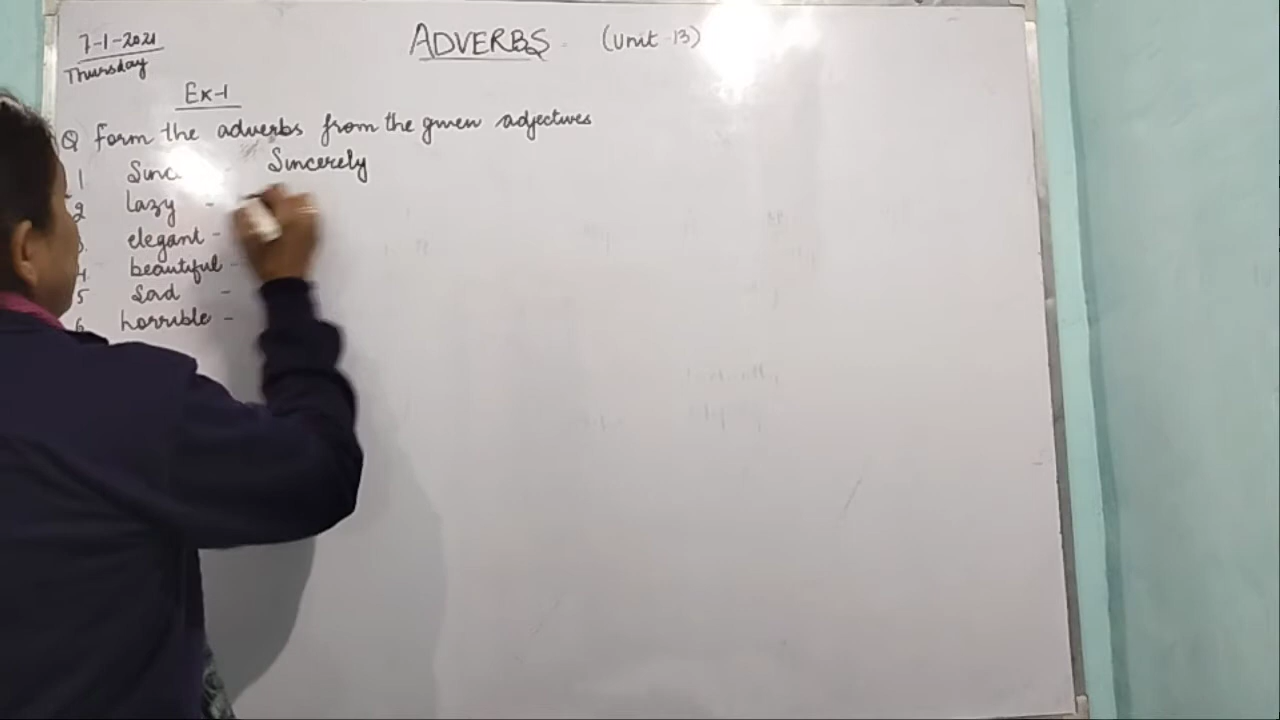 7-1-2021
Thursday
ADVERBS (Unit-13)
Ex-1
Q form the adverbs from the given adjectives
1 Sinc - Sincerely
2 lazy -
3. elegant -
4. beautiful -
5 Sad -
6 horrible -